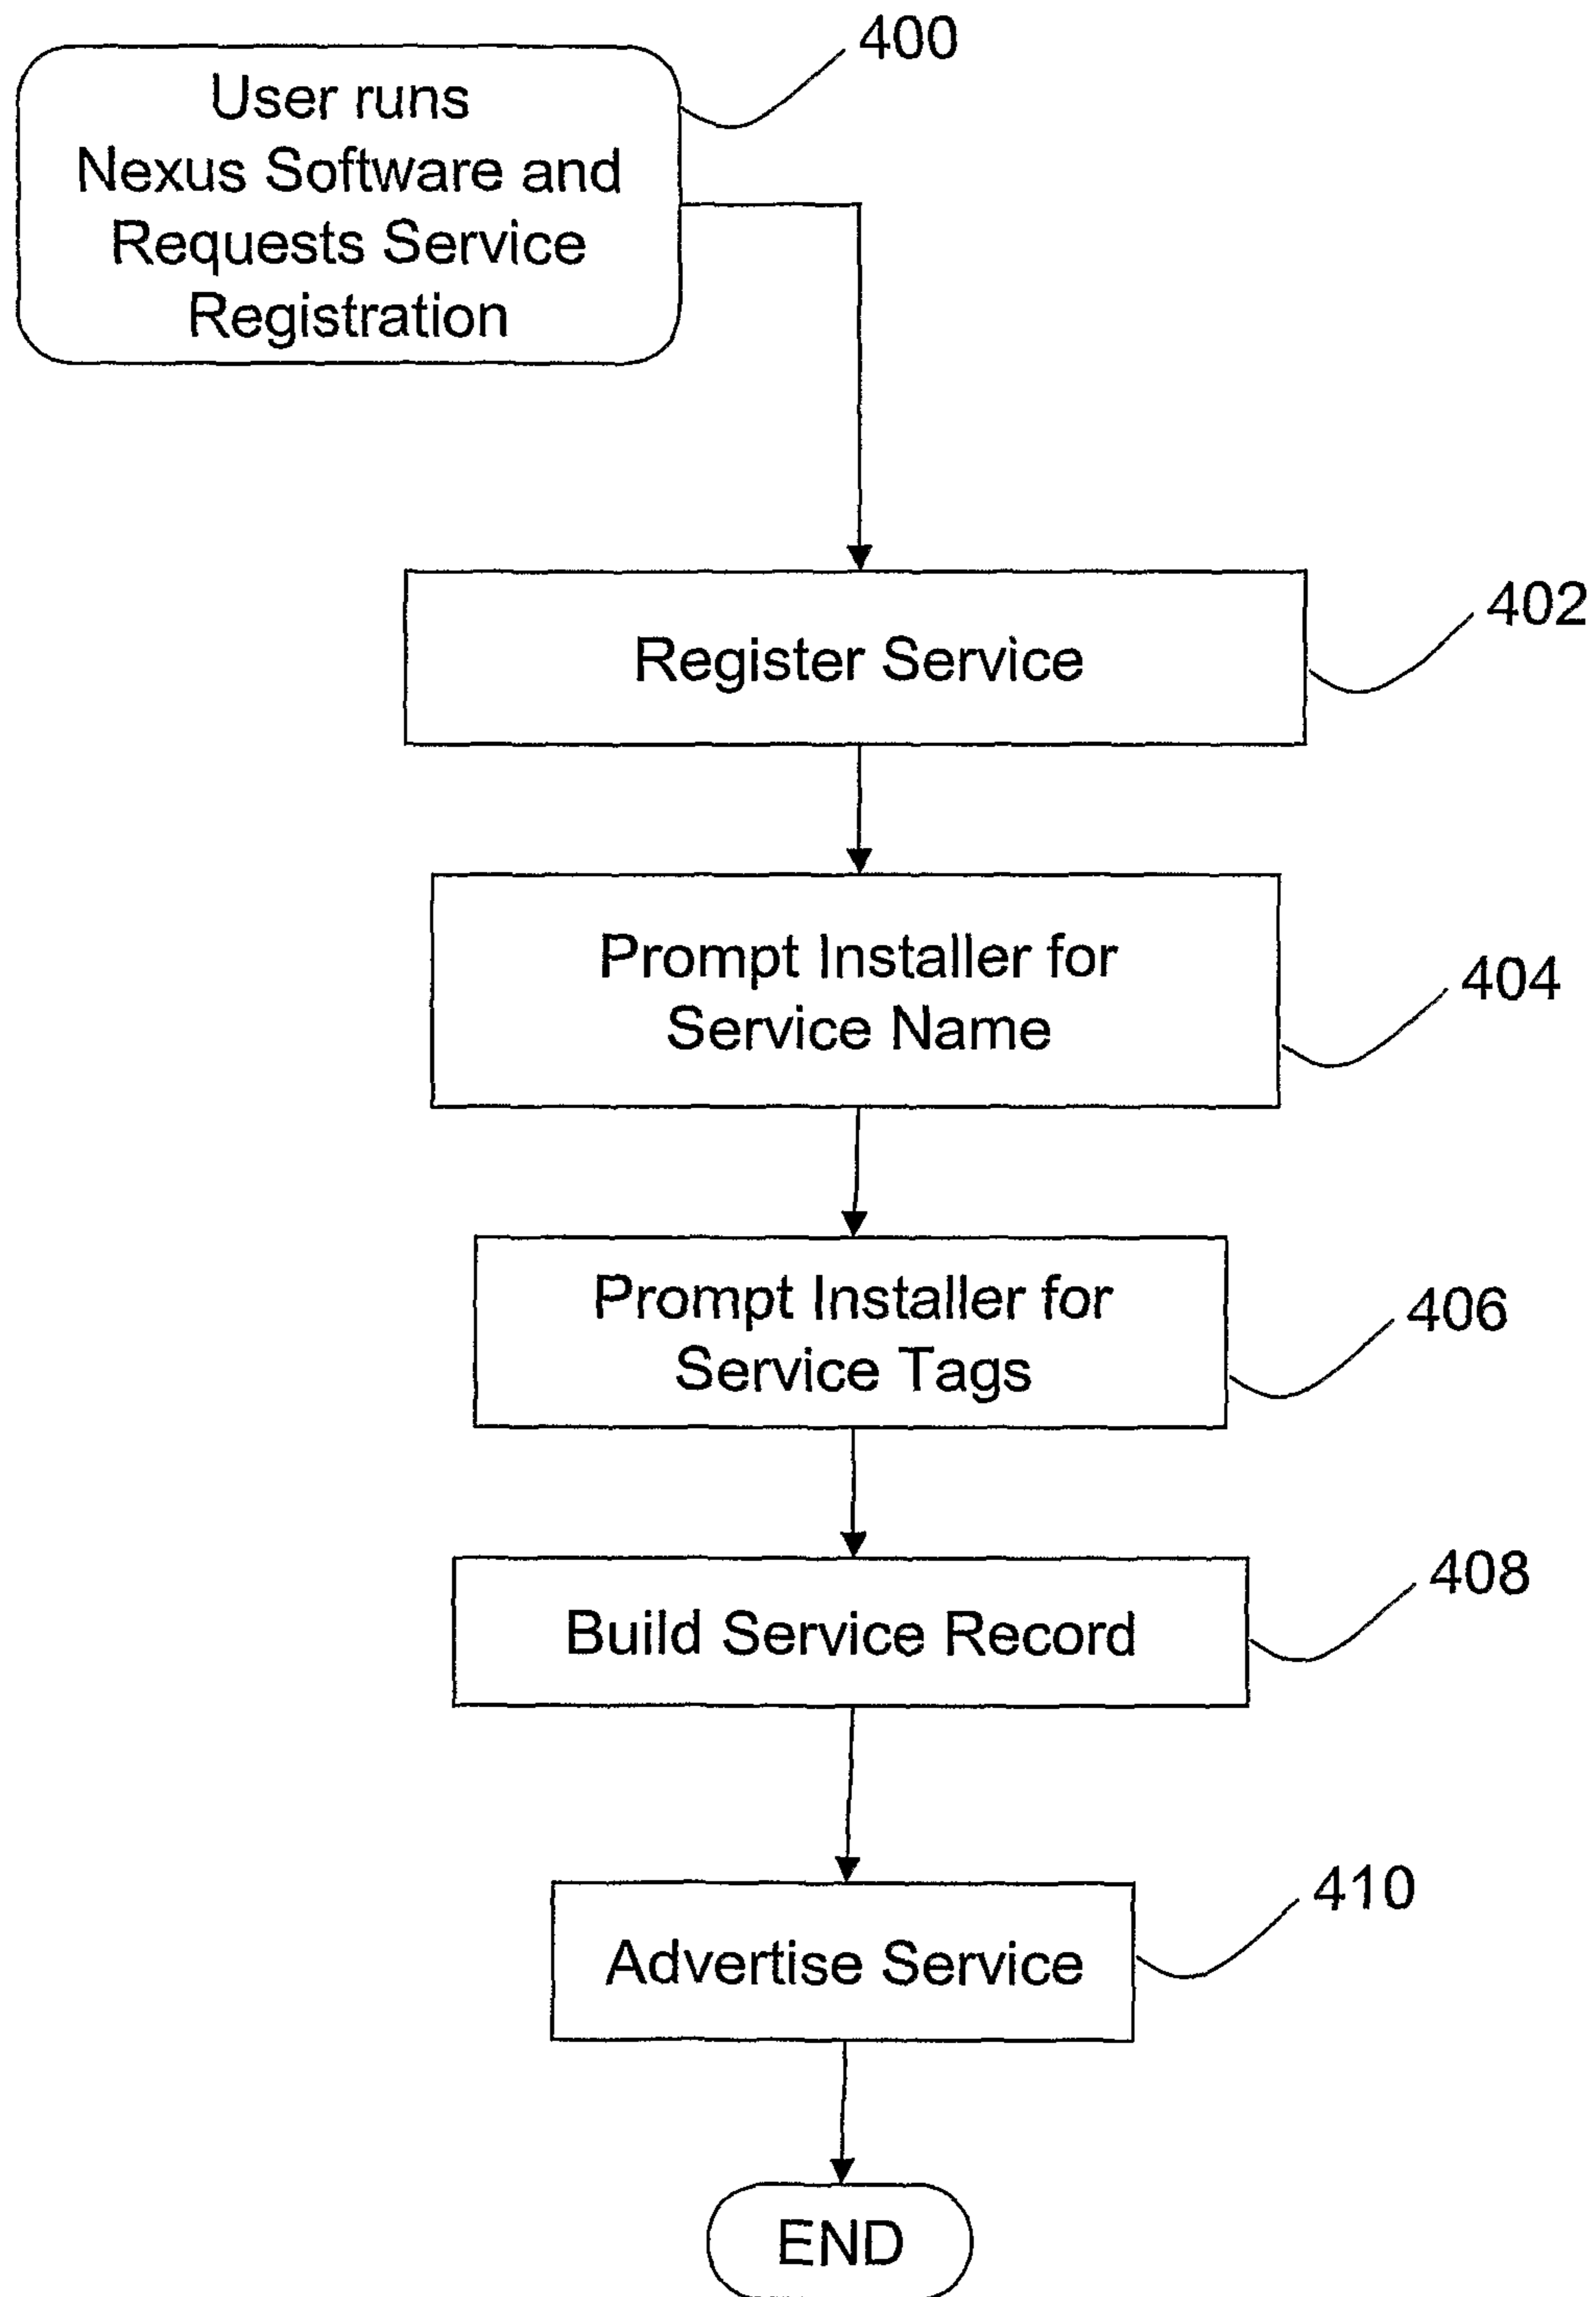 400
User runs
Nexus Software and
Requests Service
Registration
402
Register Service
Prompt Installer for
Service Name
404
Prompt Installer for
Service Tags
406
408
Build Service Record
410
Advertise Service
END